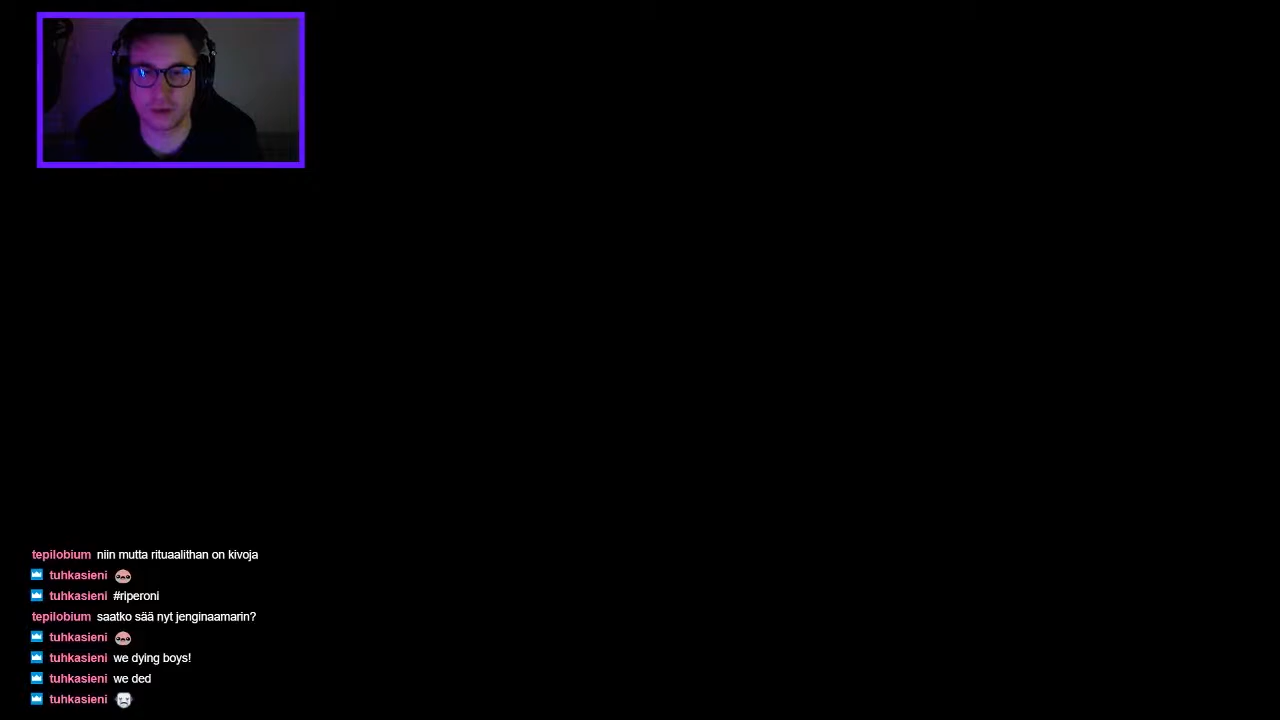 tepilobium niin mutta rituaalithan on kivoja
tuhkasieni
tuhkasieni #riperoni
tepilobium saatko sää nyt jenginaamarin?
tuhkasieni
tuhkasieni we dying boys!
tuhkasieni we ded
tuhkasieni